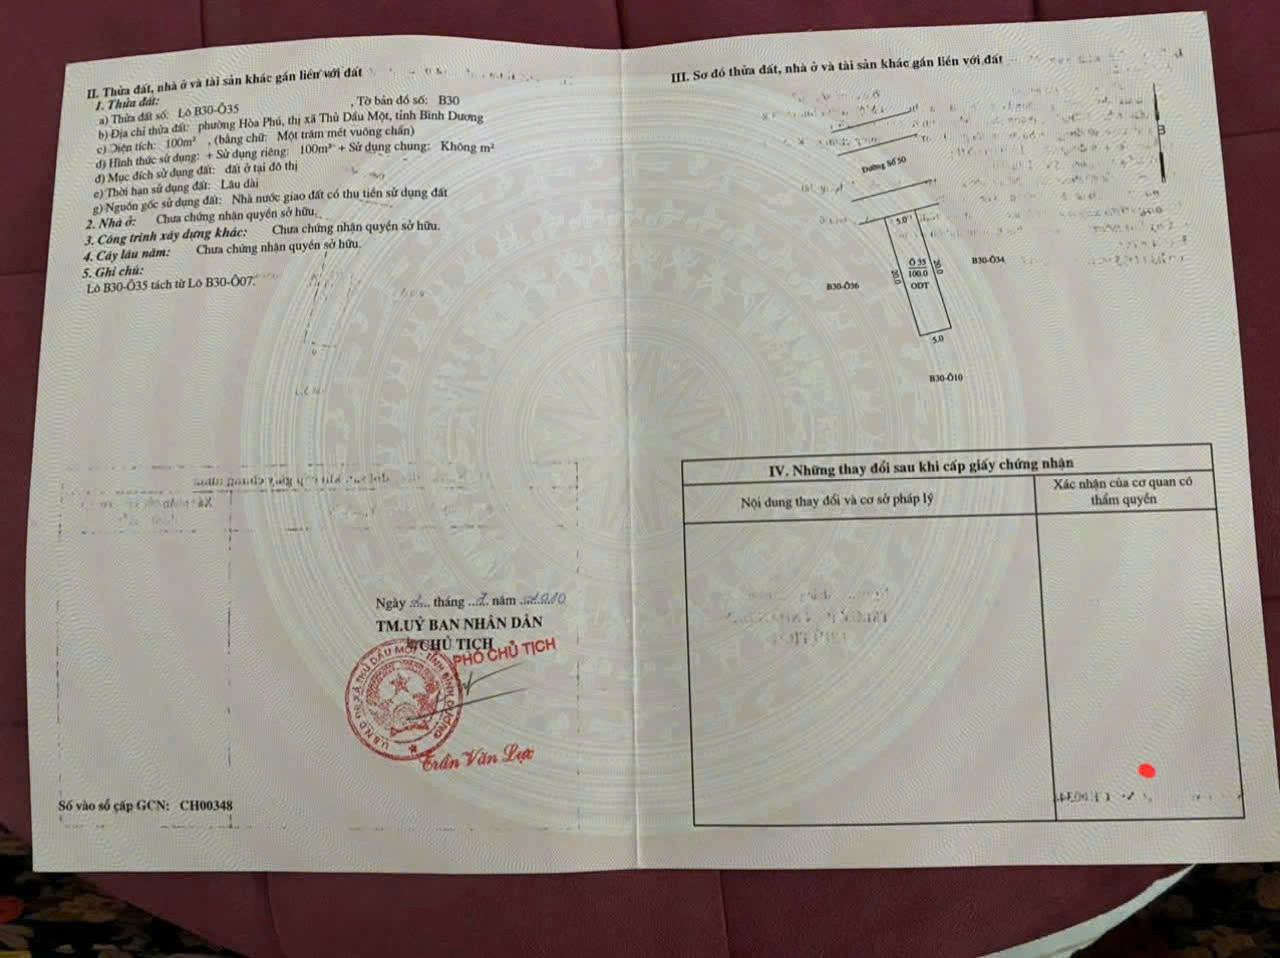 II. Thửa đất, nhà ở và tài sản khác gắn liền với đất
1. Thửa đất:
a) Thửa đất số: Lô B30-Ô35, Tờ bản đồ số: B30
b) Địa chỉ thửa đất: phường Hòa Phú, thị xã Thủ Dầu Một, tỉnh Bình Dương
c) Diện tích: 100m², (bằng chữ: Một trăm mét vuông chẵn)
d) Hình thức sử dụng: + Sử dụng riêng: 100m² + Sử dụng chung: Không m²
đ) Mục đích sử dụng đất: đất ở tại đô thị
e) Thời hạn sử dụng đất: Lâu dài
g) Nguồn gốc sử dụng đất: Nhà nước giao đất có thu tiền sử dụng đất
2. Nhà ở: Chưa chứng nhận quyền sở hữu.
3. Công trình xây dựng khác: Chưa chứng nhận quyền sở hữu.
4. Cây lâu năm: Chưa chứng nhận quyền sở hữu.
5. Ghi chú:
Lô B30-Ô35 tách từ Lô B30-Ô07.
Ngày tháng năm
TM.UỶ BAN NHÂN DÂN
CHỦ TỊCH
PHÓ CHỦ TỊCH
U.B.N.D THỊ XÃ THỦ DẦU MỘT - TỈNH BÌNH DƯƠNG
Trần Văn Lực
Số vào sổ cấp GCN: CH00348
III. Sơ đồ thửa đất, nhà ở và tài sản khác gắn liền với đất
B
Đường Số 50
5.0
Ô 35
100.0
ODT
20.0
20.0
B30-Ô34
B30-Ô36
5.0
B30-Ô10
IV. Những thay đổi sau khi cấp giấy chứng nhận
Nội dung thay đổi và cơ sở pháp lý
Xác nhận của cơ quan có
thẩm quyền